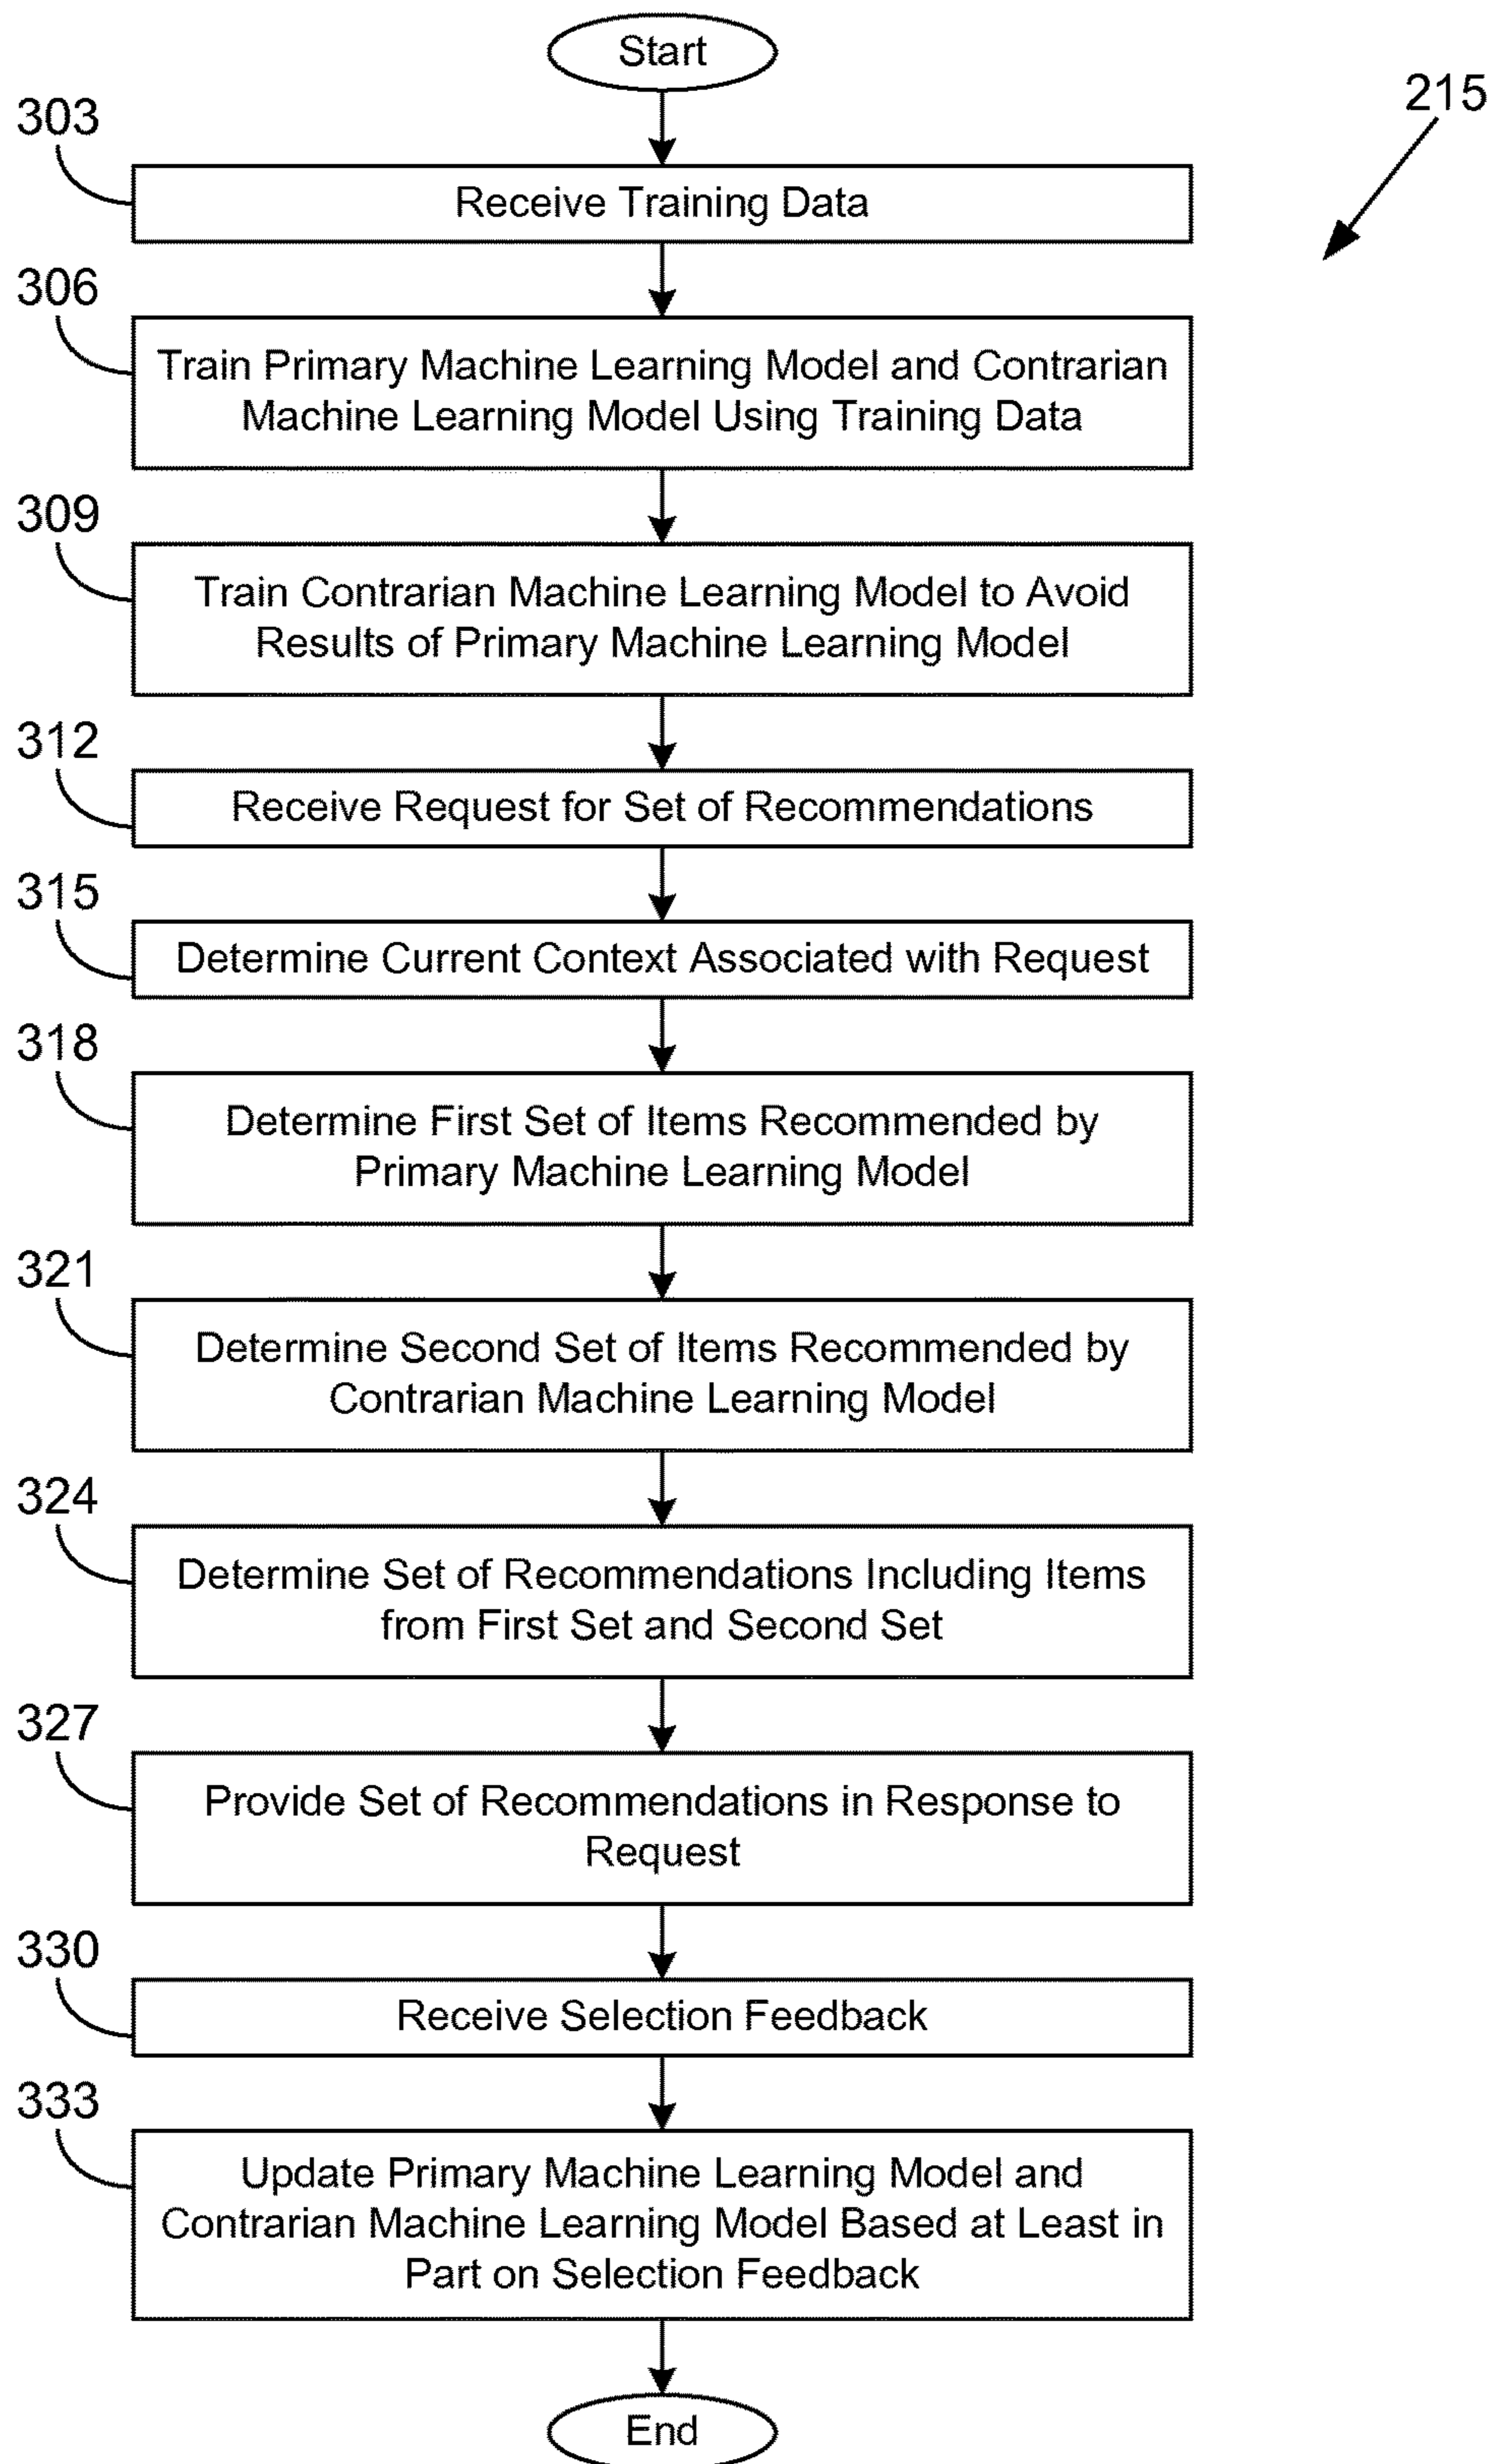 Start
215
303
Receive Training Data
306
Train Primary Machine Learning Model and Contrarian
Machine Learning Model Using Training Data
309
Train Contrarian Machine Learning Model to Avoid
Results of Primary Machine Learning Model
312
Receive Request for Set of Recommendations
315
Determine Current Context Associated with Request
318
Determine First Set of Items Recommended by
Primary Machine Learning Model
321
Determine Second Set of Items Recommended by
Contrarian Machine Learning Model
324
Determine Set of Recommendations Including Items
from First Set and Second Set
327
Provide Set of Recommendations in Response to
Request
330
Receive Selection Feedback
333
Update Primary Machine Learning Model and
Contrarian Machine Learning Model Based at Least in
Part on Selection Feedback
End